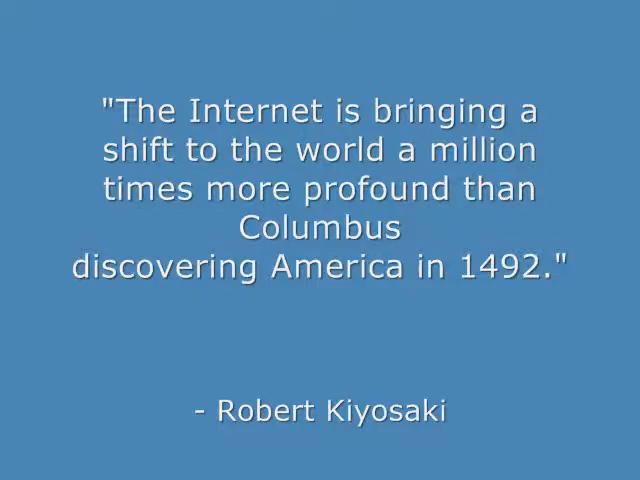 "The Internet is bringing a
shift to the world a million
times more profound than
Columbus
discovering America in 1492."
- Robert Kiyosaki